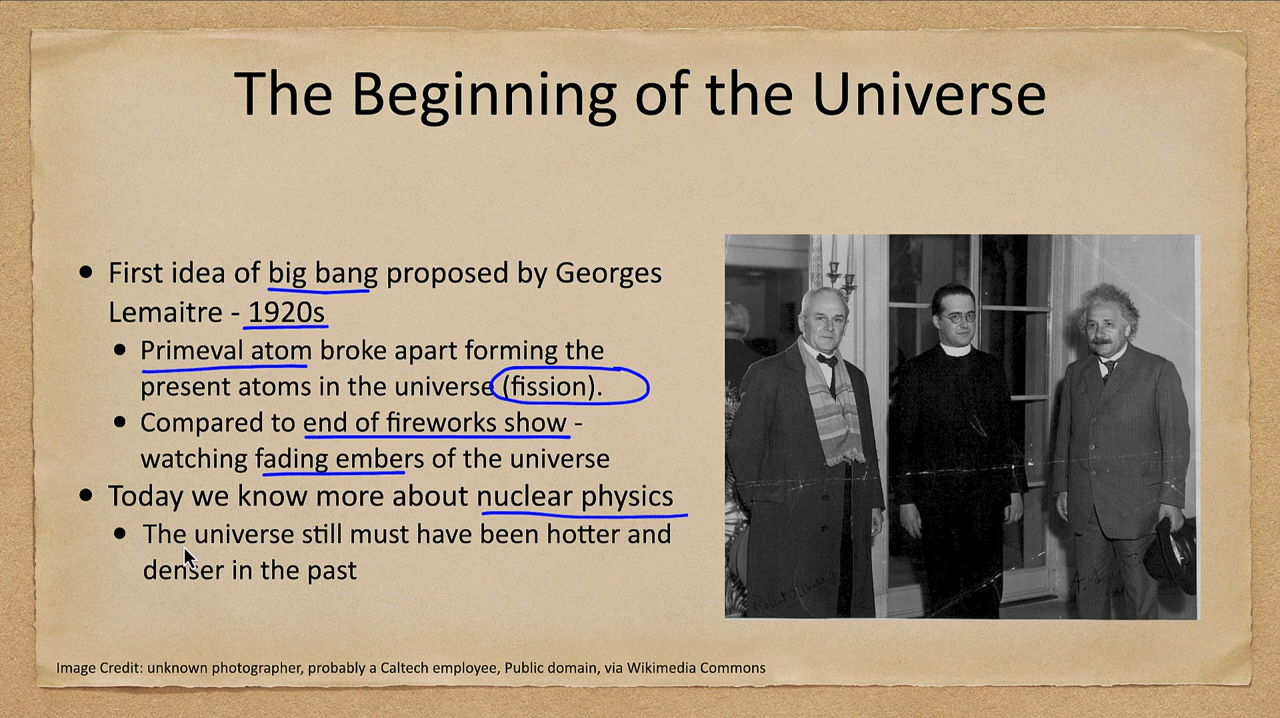 The Beginning of the Universe
• First idea of big bang proposed by Georges
Lemaitre - 1920s
• Primeval atom broke apart forming the
present atoms in the universe (fission).
• Compared to end of fireworks show -
watching fading embers of the universe
• Today we know more about nuclear physics
• The universe still must have been hotter and
denser in the past
Image Credit: unknown photographer, probably a Caltech employee, Public domain, via Wikimedia Commons